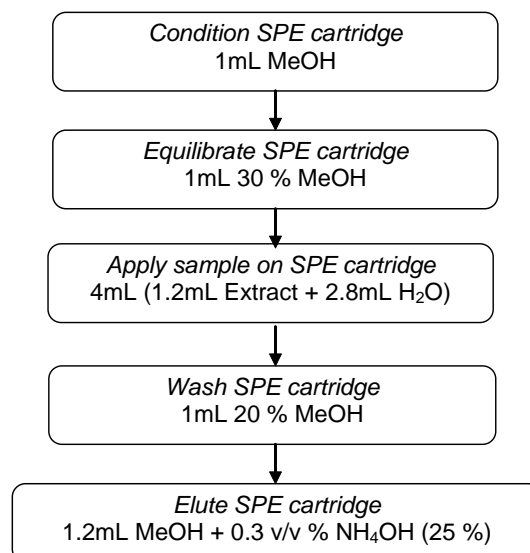 Condition SPE cartridge
1mL MeOH
Equilibrate SPE cartridge
1mL 30 % MeOH
Apply sample on SPE cartridge
4mL (1.2mL Extract + 2.8mL H₂O)
Wash SPE cartridge
1mL 20 % MeOH
Elute SPE cartridge
1.2mL MeOH + 0.3 v/v % NH₄OH (25 %)